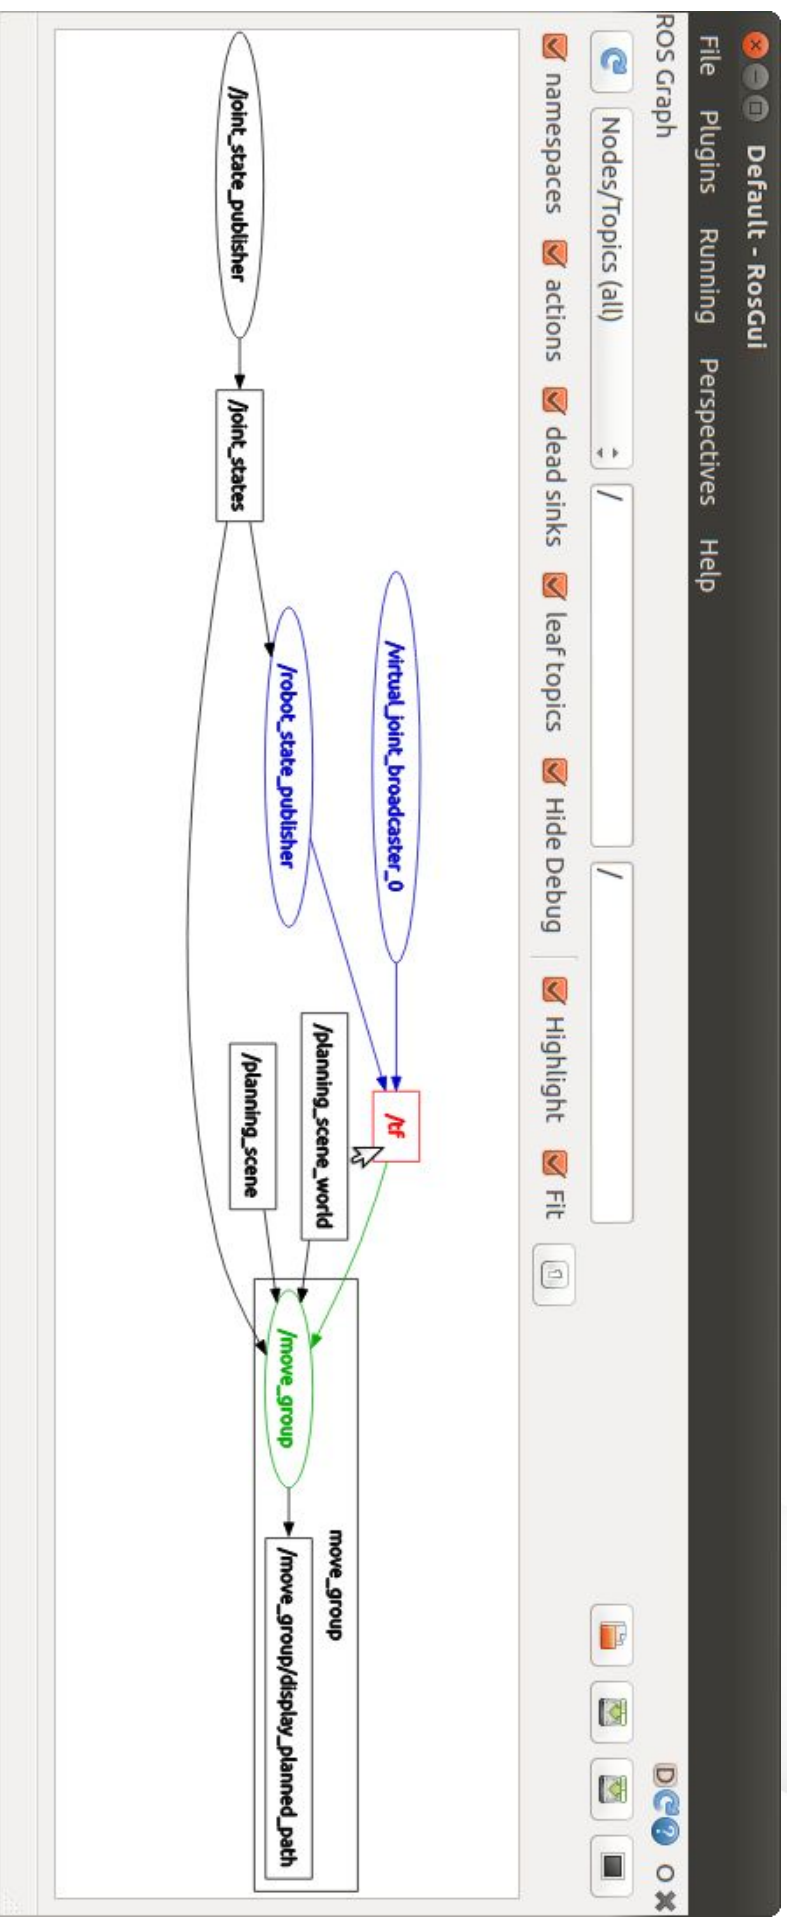 Default - RosGui
File Plugins Running Perspectives Help
ROS Graph
D ? O
Nodes/Topics (all) / /
namespaces actions dead sinks leaf topics Hide Debug Highlight Fit
/virtual_joint_broadcaster_0
/tf
move_group
/planning_scene_world
/robot_state_publisher
/move_group
/move_group/display_planned_path
/joint_state_publisher
/joint_states
/planning_scene